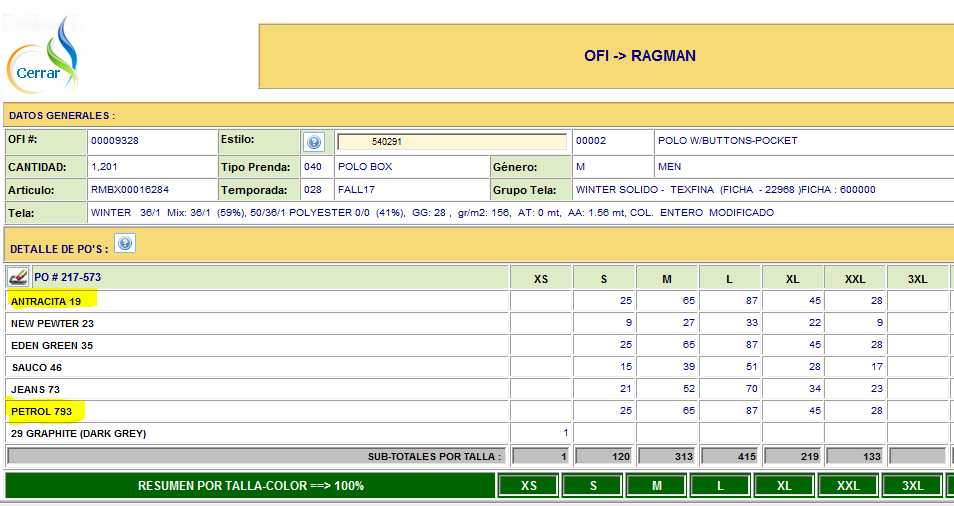 Cerrar
OFI -> RAGMAN
DATOS GENERALES :
OFI #: 00009328 Estilo: ? 540291 00002 POLO W/BUTTONS-POCKET
CANTIDAD: 1,201 Tipo Prenda: 040 POLO BOX Género: M MEN
Articulo: RMBX00016284 Temporada: 028 FALL17 Grupo Tela: WINTER SOLIDO - TEXFINA (FICHA - 22968 )FICHA : 600000
Tela: WINTER 36/1 Mix: 36/1 (59%), 50/36/1 POLYESTER 0/0 (41%), GG: 28 , gr/m2: 156, AT: 0 mt, AA: 1.56 mt, COL. ENTERO MODIFICADO
DETALLE DE PO'S : ?
PO # 217-573 XS S M L XL XXL 3XL
ANTRACITA 19 25 65 87 45 28
NEW PEWTER 23 9 27 33 22 9
EDEN GREEN 35 25 65 87 45 28
SAUCO 46 15 39 51 28 17
JEANS 73 21 52 70 34 23
PETROL 793 25 65 87 45 28
29 GRAPHITE (DARK GREY) 1
SUB-TOTALES POR TALLA : 1 120 313 415 219 133
RESUMEN POR TALLA-COLOR ==> 100% XS S M L XL XXL 3XL